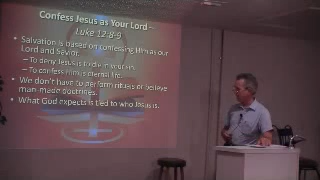 Confess Jesus as Your Lord –
Luke 12:8-9
• Salvation is based on confessing Him as our
Lord and Savior.
– To deny Jesus is to die in your sin.
– To confess Him is eternal life.
• We don't have to perform rituals or believe
man-made doctrines.
• What God expects is tied to who Jesus is.